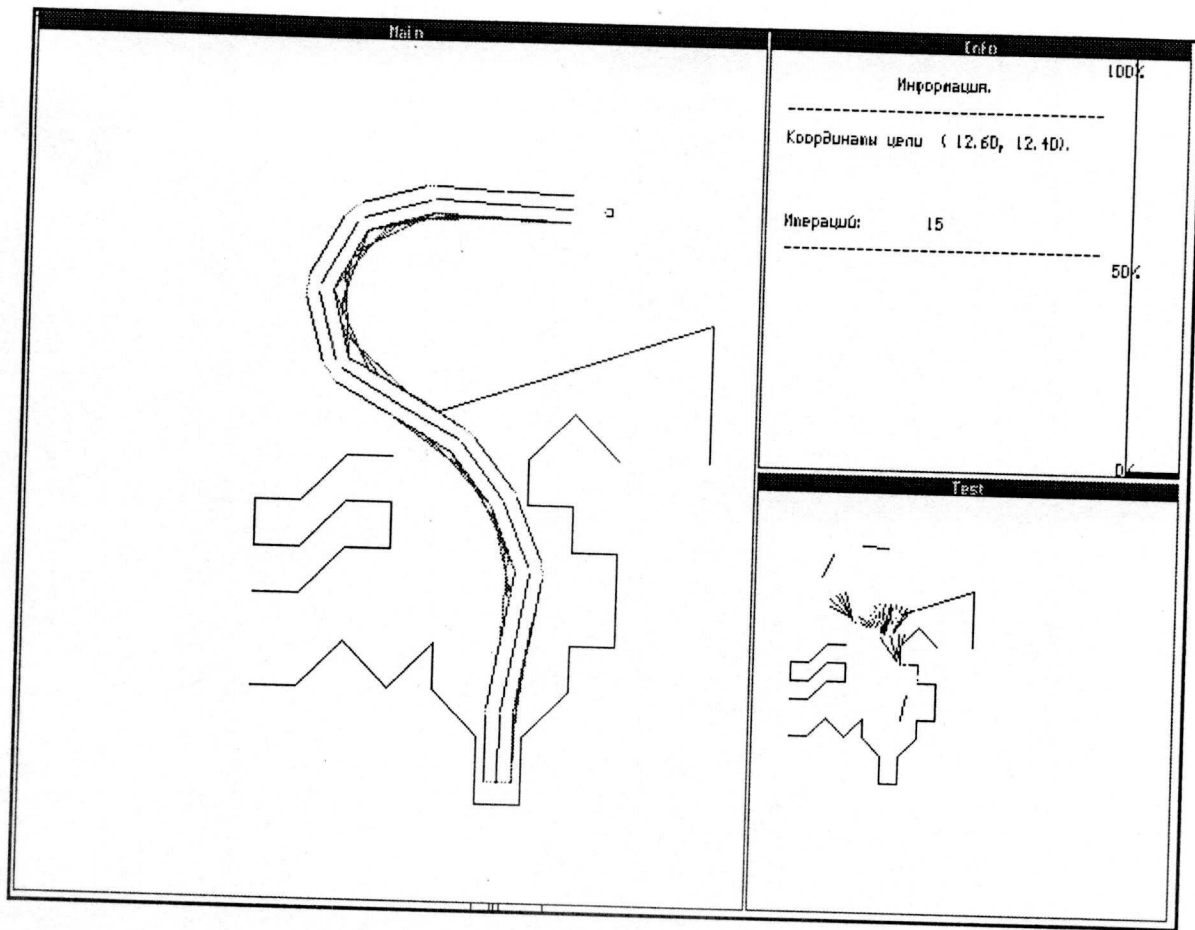 Main
Info
100%
Информация.
Координаты цели ( 12.60, 12.40).
Итераций: 15
50%
0%
Test